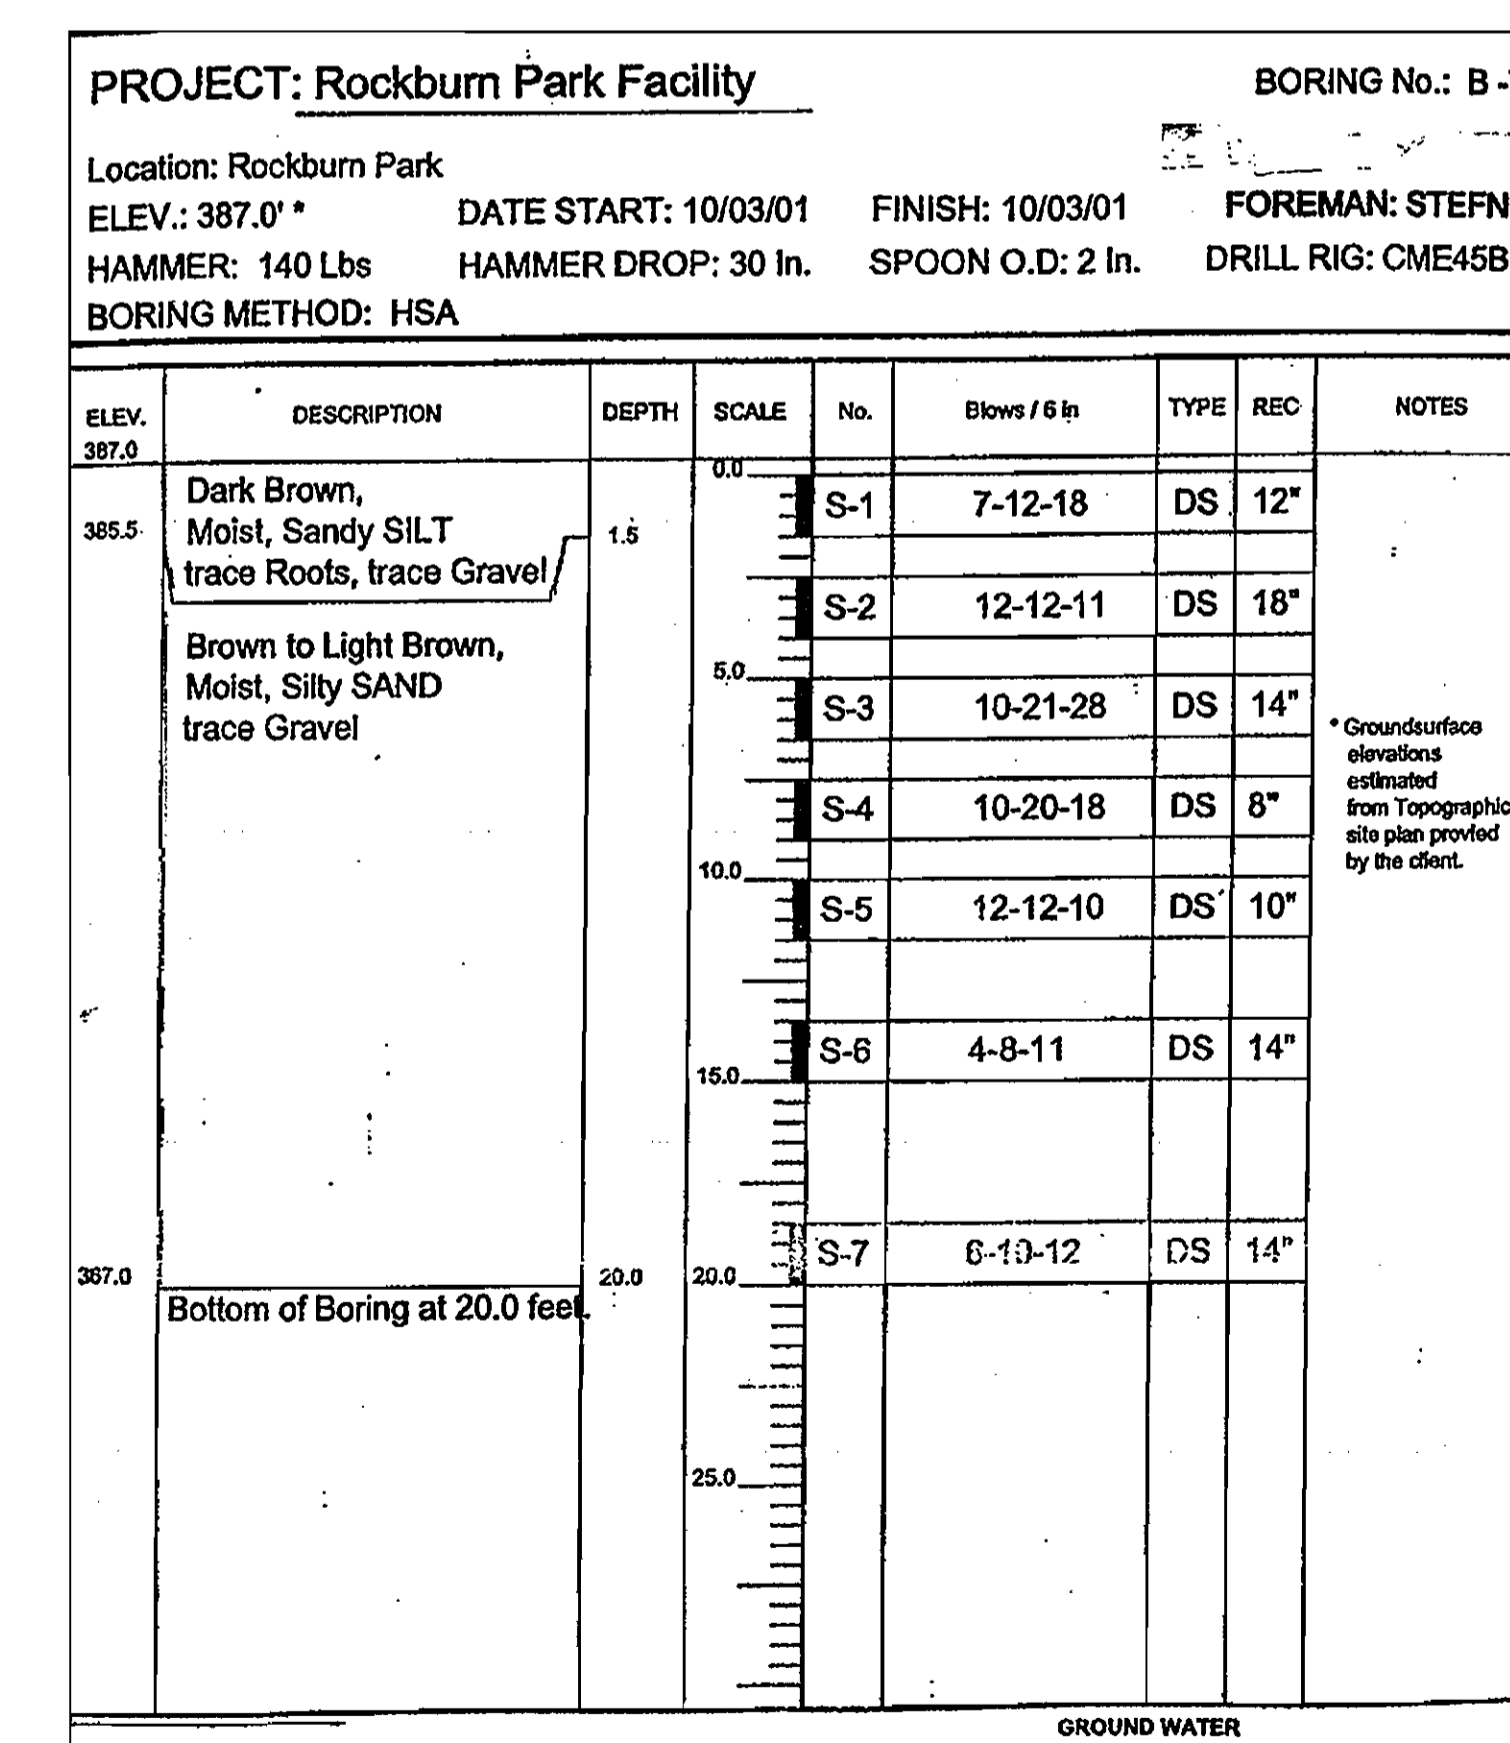 PROJECT: Rockburn Park Facility BORING No.: B -
Location: Rockburn Park
ELEV.: 387.0' * DATE START: 10/03/01 FINISH: 10/03/01 FOREMAN: STEFN
HAMMER: 140 Lbs HAMMER DROP: 30 In. SPOON O.D: 2 In. DRILL RIG: CME45B
BORING METHOD: HSA
ELEV. DESCRIPTION DEPTH SCALE No. Blows / 6 in TYPE REC NOTES
387.0
0.0
Dark Brown, S-1 7-12-18 DS 12"
385.5 Moist, Sandy SILT 1.5
trace Roots, trace Gravel
S-2 12-12-11 DS 18"
Brown to Light Brown,
5.0
Moist, Silty SAND
S-3 10-21-28 DS 14"
trace Gravel
* Groundsurface
elevations
estimated
S-4 10-20-18 DS 8" from Topographic
site plan provied
by the client.
10.0
S-5 12-12-10 DS 10"
S-6 4-8-11 DS 14"
15.0
S-7 6-10-12 DS 14"
367.0 20.0 20.0
Bottom of Boring at 20.0 feet.
25.0
GROUND WATER